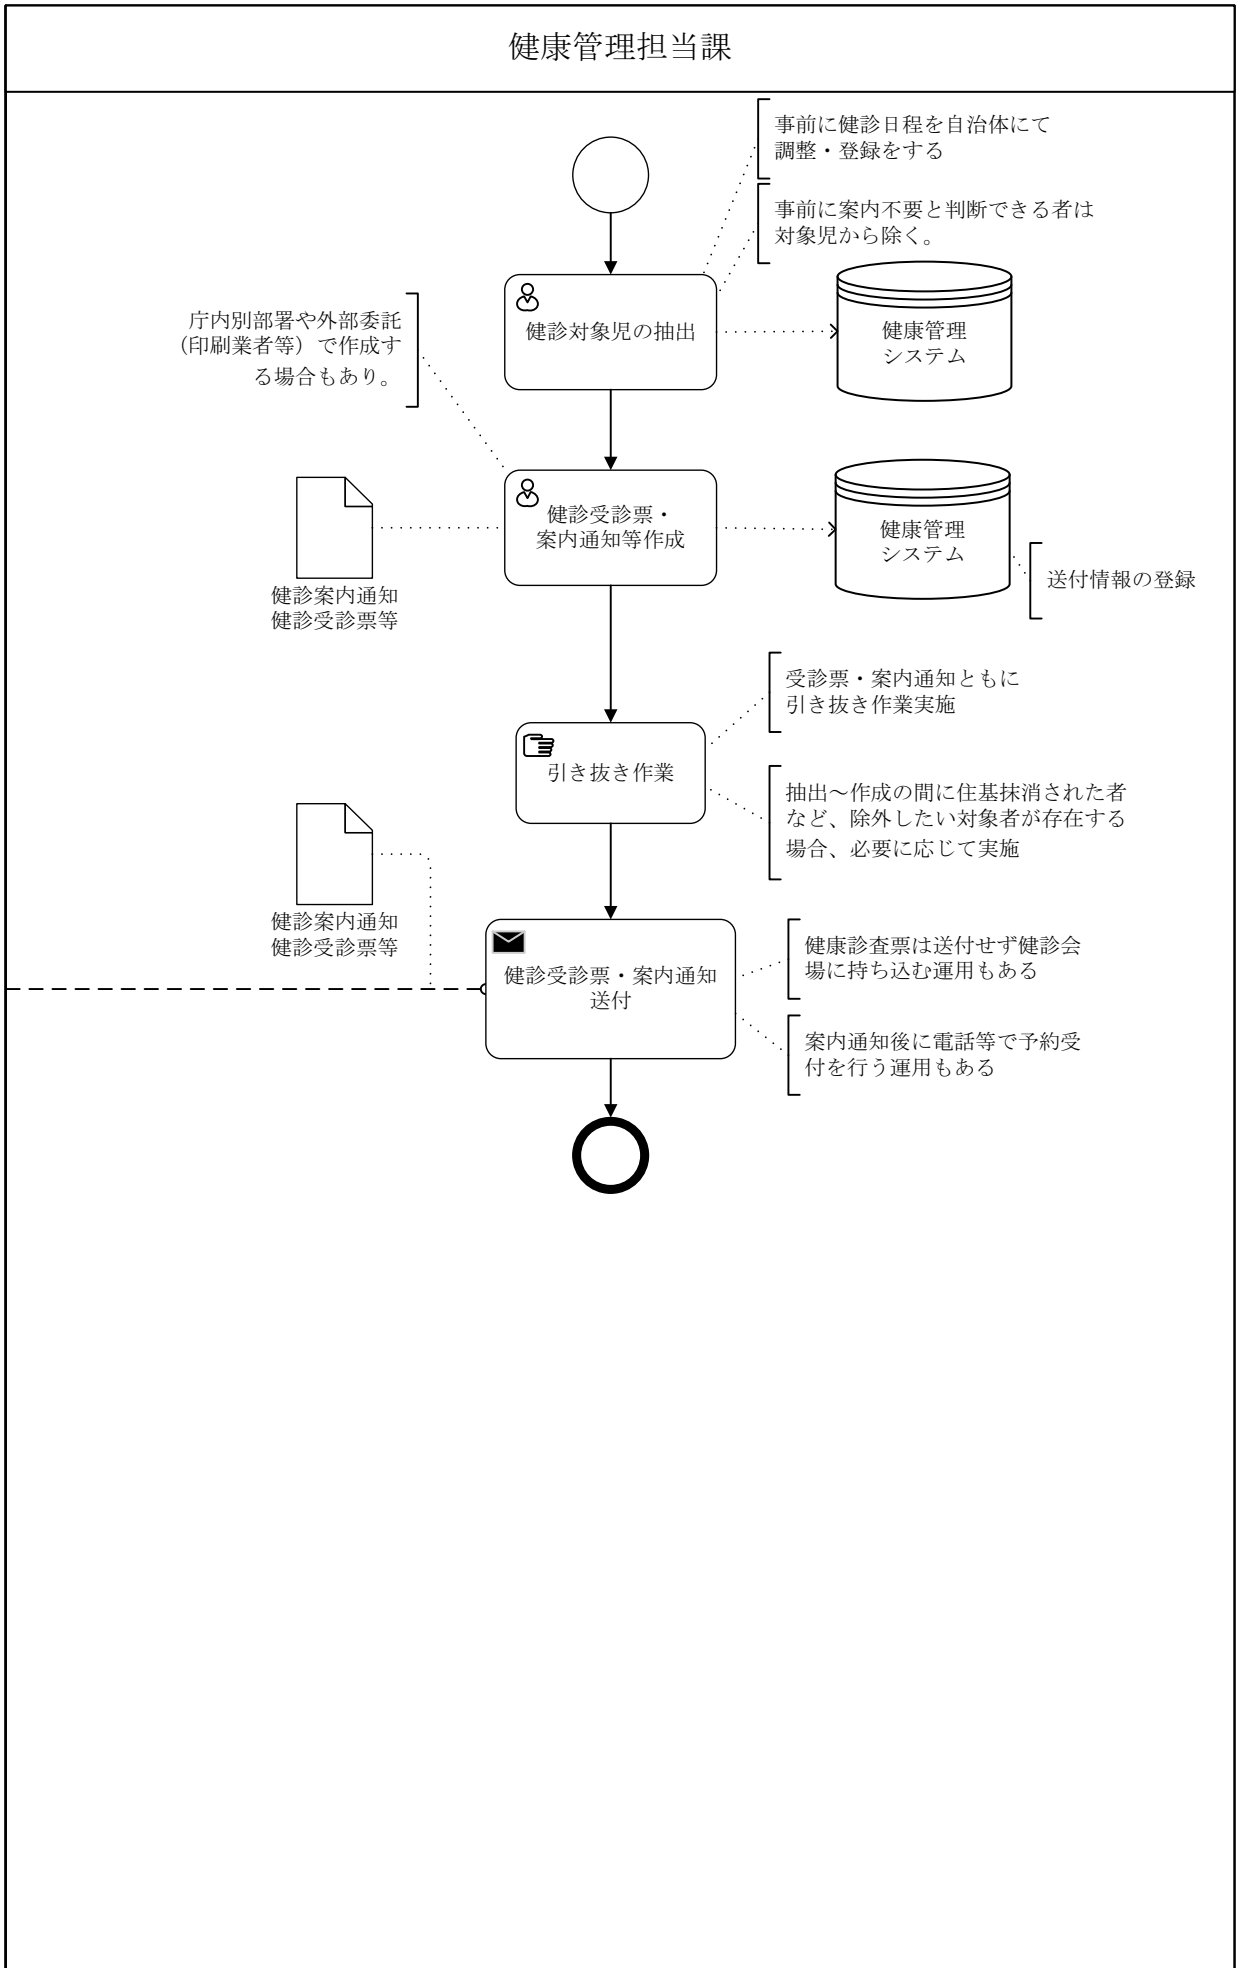 健康管理担当課
事前に健診日程を自治体にて
調整・登録をする
事前に案内不要と判断できる者は
対象児から除く。
健診対象児の抽出
健康管理
システム
庁内別部署や外部委託
（印刷業者等）で作成す
る場合もあり。
健診受診票・
案内通知等作成
健康管理
システム
送付情報の登録
健診案内通知
健診受診票等
受診票・案内通知ともに
引き抜き作業実施
引き抜き作業
抽出～作成の間に住基抹消された者
など、除外したい対象者が存在する
場合、必要に応じて実施
健診案内通知
健診受診票等
健診受診票・案内通知
送付
健康診査票は送付せず健診会
場に持ち込む運用もある
案内通知後に電話等で予約受
付を行う運用もある